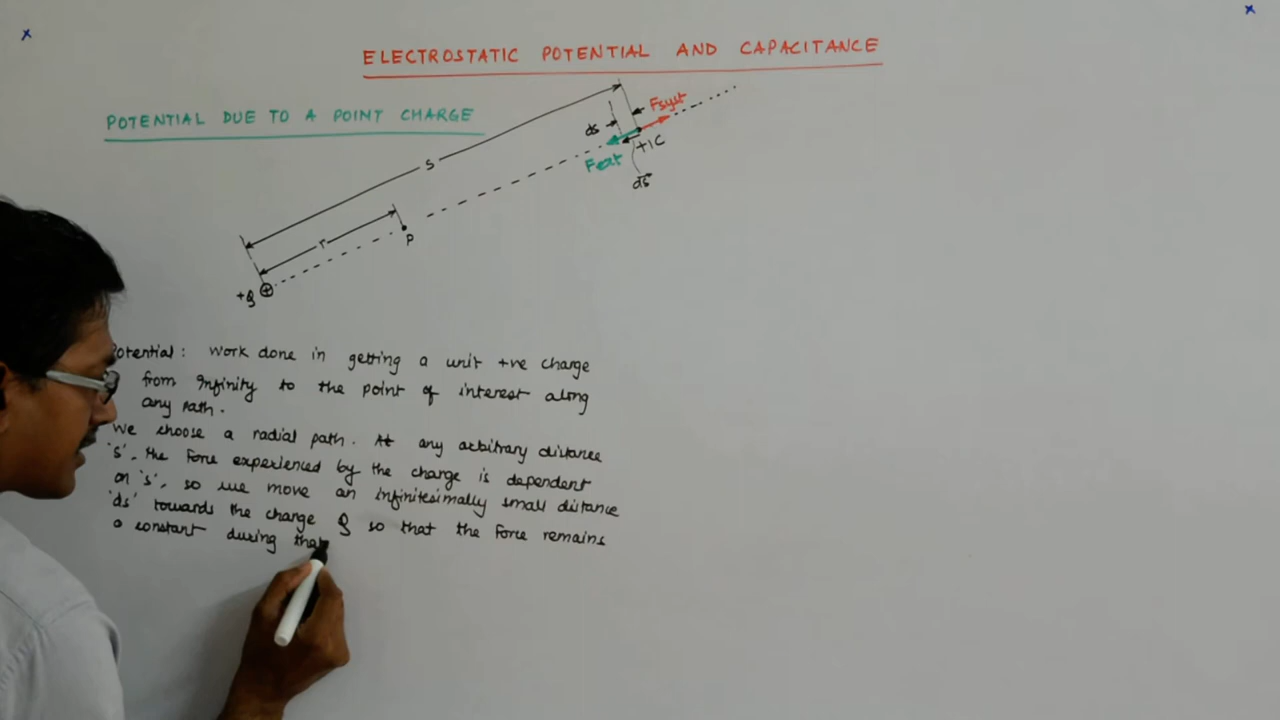 x
x
ELECTROSTATIC POTENTIAL AND CAPACITANCE
POTENTIAL DUE TO A POINT CHARGE
Fsyst
ds
+1C
Fext
ds
s
r
P
+Q
Potential: Work done in getting a unit +ve charge
from Infinity to the point of interest along
any path.
We choose a radial path. At any arbitrary distance
's', the force experienced by the charge is dependent
on 's', so we move an infinitesimally small distance
'ds' towards the charge Q so that the force remains
a constant during that